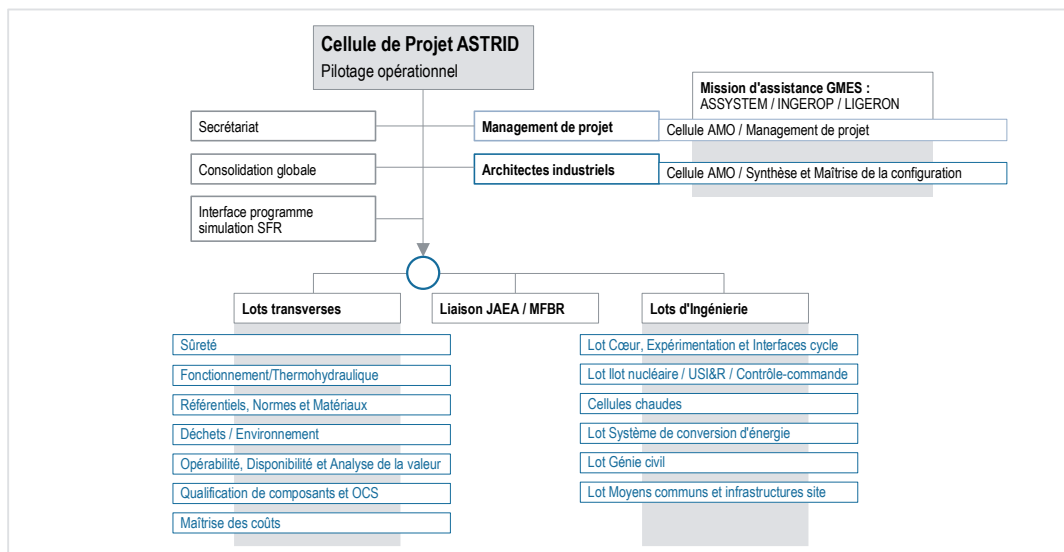 Cellule de Projet ASTRID
Pilotage opérationnel
Mission d'assistance GMES :
ASSYSTEM / INGEROP / LIGERON
Secrétariat
Management de projet
Cellule AMO / Management de projet
Consolidation globale
Architectes industriels
Cellule AMO / Synthèse et Maîtrise de la configuration
Interface programme
simulation SFR
Lots transverses
Liaison JAEA / MFBR
Lots d'Ingénierie
Sûreté
Fonctionnement/Thermohydraulique
Référentiels, Normes et Matériaux
Déchets / Environnement
Opérabilité, Disponibilité et Analyse de la valeur
Qualification de composants et OCS
Maîtrise des coûts
Lot Cœur, Expérimentation et Interfaces cycle
Lot Ilot nucléaire / USI&R / Contrôle-commande
Cellules chaudes
Lot Système de conversion d'énergie
Lot Génie civil
Lot Moyens communs et infrastructures site